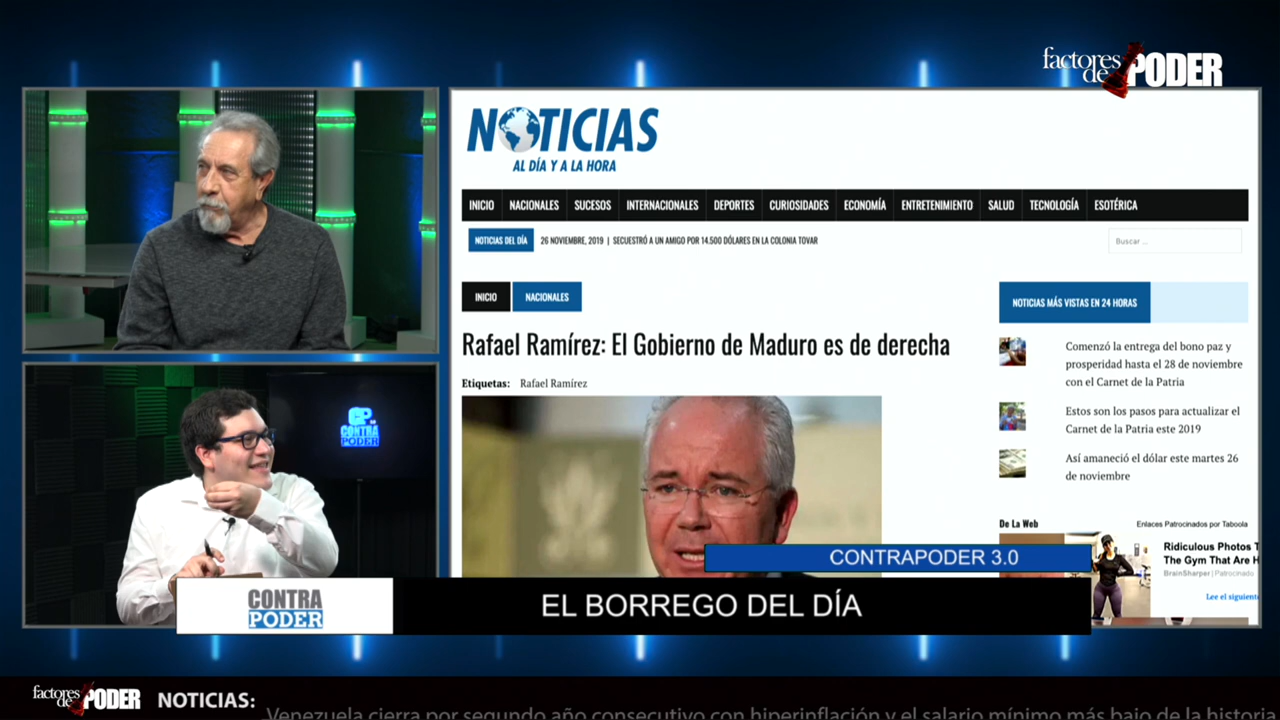 factores de PODER
NOTICIAS
AL DÍA Y A LA HORA
INICIO NACIONALES SUCESOS INTERNACIONALES DEPORTES CURIOSIDADES ECONOMÍA ENTRETENIMIENTO SALUD TECNOLOGÍA ESOTÉRICA
NOTICIAS DEL DÍA 26 NOVIEMBRE, 2019 | SECUESTRÓ A UN AMIGO POR 14.500 DÓLARES EN LA COLONIA TOVAR
Buscar ...
INICIO NACIONALES
NOTICIAS MÁS VISTAS EN 24 HORAS
Rafael Ramírez: El Gobierno de Maduro es de derecha
Etiquetas: Rafael Ramírez
Comenzó la entrega del bono paz y
prosperidad hasta el 28 de noviembre
con el Carnet de la Patria
Estos son los pasos para actualizar el
Carnet de la Patria este 2019
Así amaneció el dólar este martes 26
de noviembre
De La Web
Enlaces Patrocinados por Taboola
Ridiculous Photos
The Gym That Are
BrainSharper | Patrocinado
Lee el siguiente
CP
CONTRA
PODER
CONTRAPODER 3.0
CONTRA
PODER
EL BORREGO DEL DÍA
factores de PODER
NOTICIAS:
Venezuela cierra por segundo año consecutivo con hiperinflación y el salario mínimo más bajo de la historia